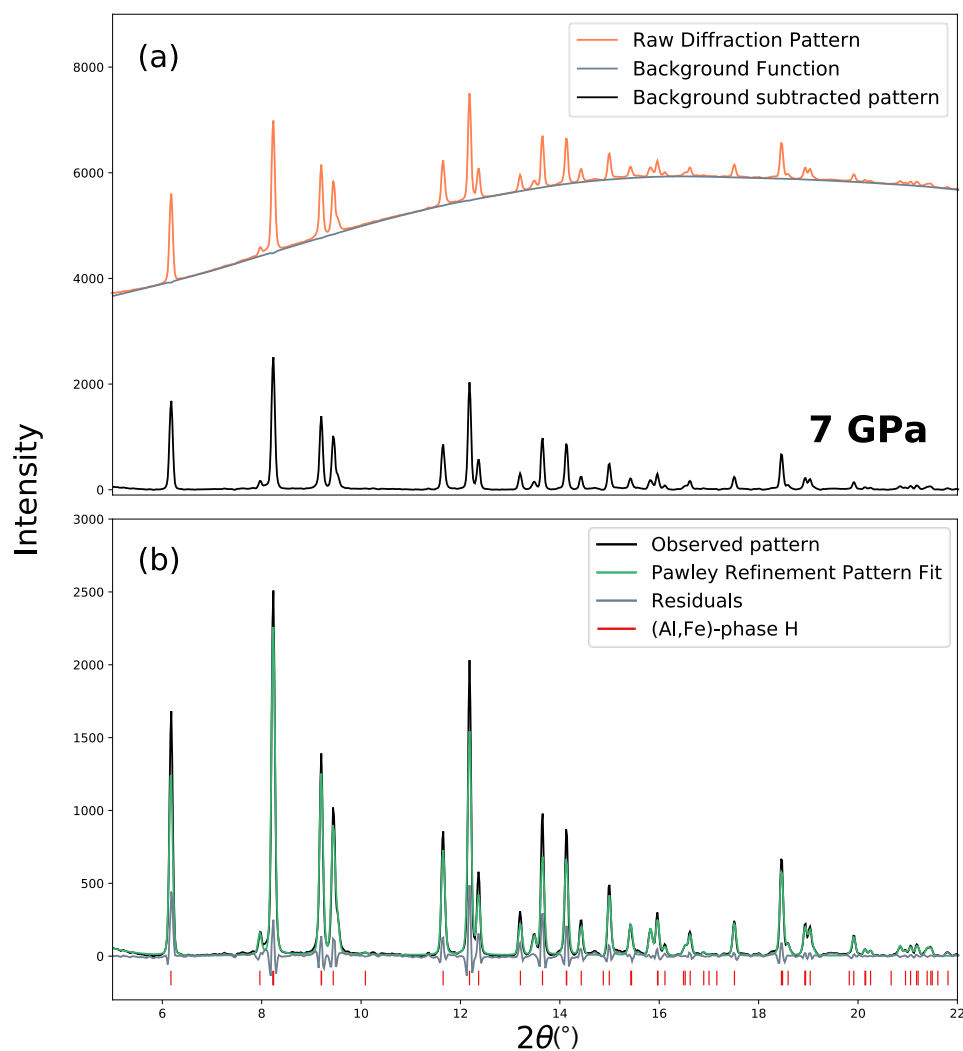 (a)
Raw Diffraction Pattern
Background Function
Background subtracted pattern
8000
6000
4000
2000
0
7 GPa
Intensity
(b)
Observed pattern
Pawley Refinement Pattern Fit
Residuals
(Al,Fe)-phase H
3000
2500
2000
1500
1000
500
0
6 8 10 12 14 16 18 20 22
2θ(°)